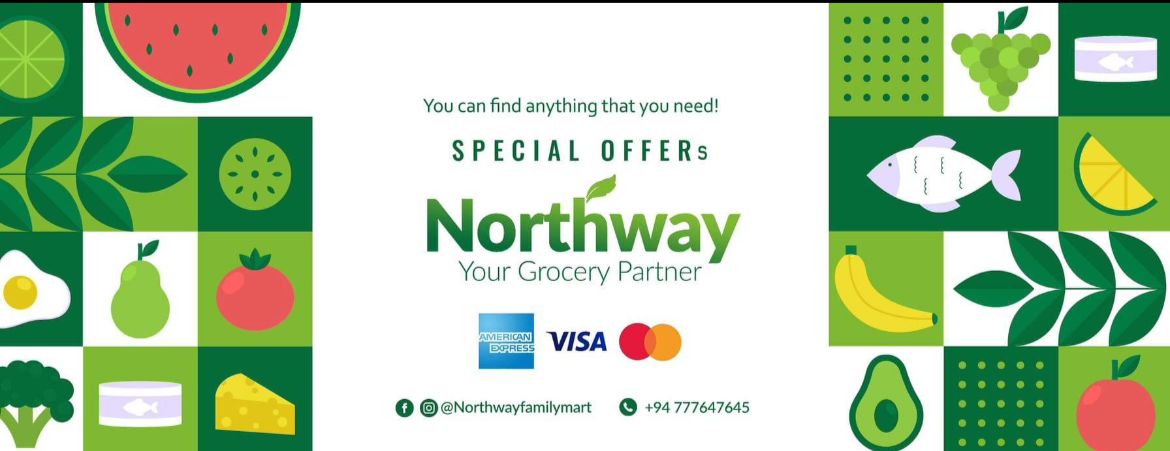 You can find anything that you need!
SPECIAL OFFERs
Northway
Your Grocery Partner
AMERICAN EXPRESS VISA
@Northwayfamilymart +94 777647645